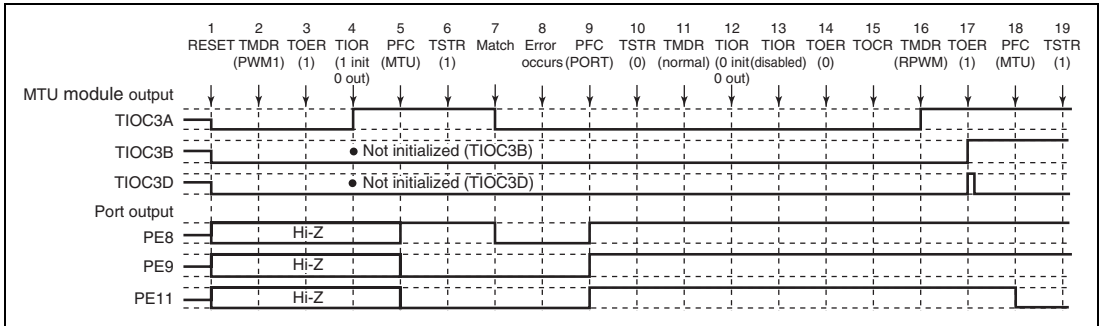 1 2 3 4 5 6 7 8 9 10 11 12 13 14 15 16 17 18 19
RESET TMDR TOER TIOR PFC TSTR Match Error PFC TSTR TMDR TIOR TIOR TOER TOCR TMDR TOER PFC TSTR
(PWM1) (1) (1 init (MTU) (1) occurs (PORT) (0) (normal) (0 init (disabled) (0) (RPWM) (1) (MTU) (1)
0 out) 0 out)
MTU module output
TIOC3A
TIOC3B • Not initialized (TIOC3B)
TIOC3D • Not initialized (TIOC3D)
Port output
PE8 Hi-Z
PE9 Hi-Z
PE11 Hi-Z